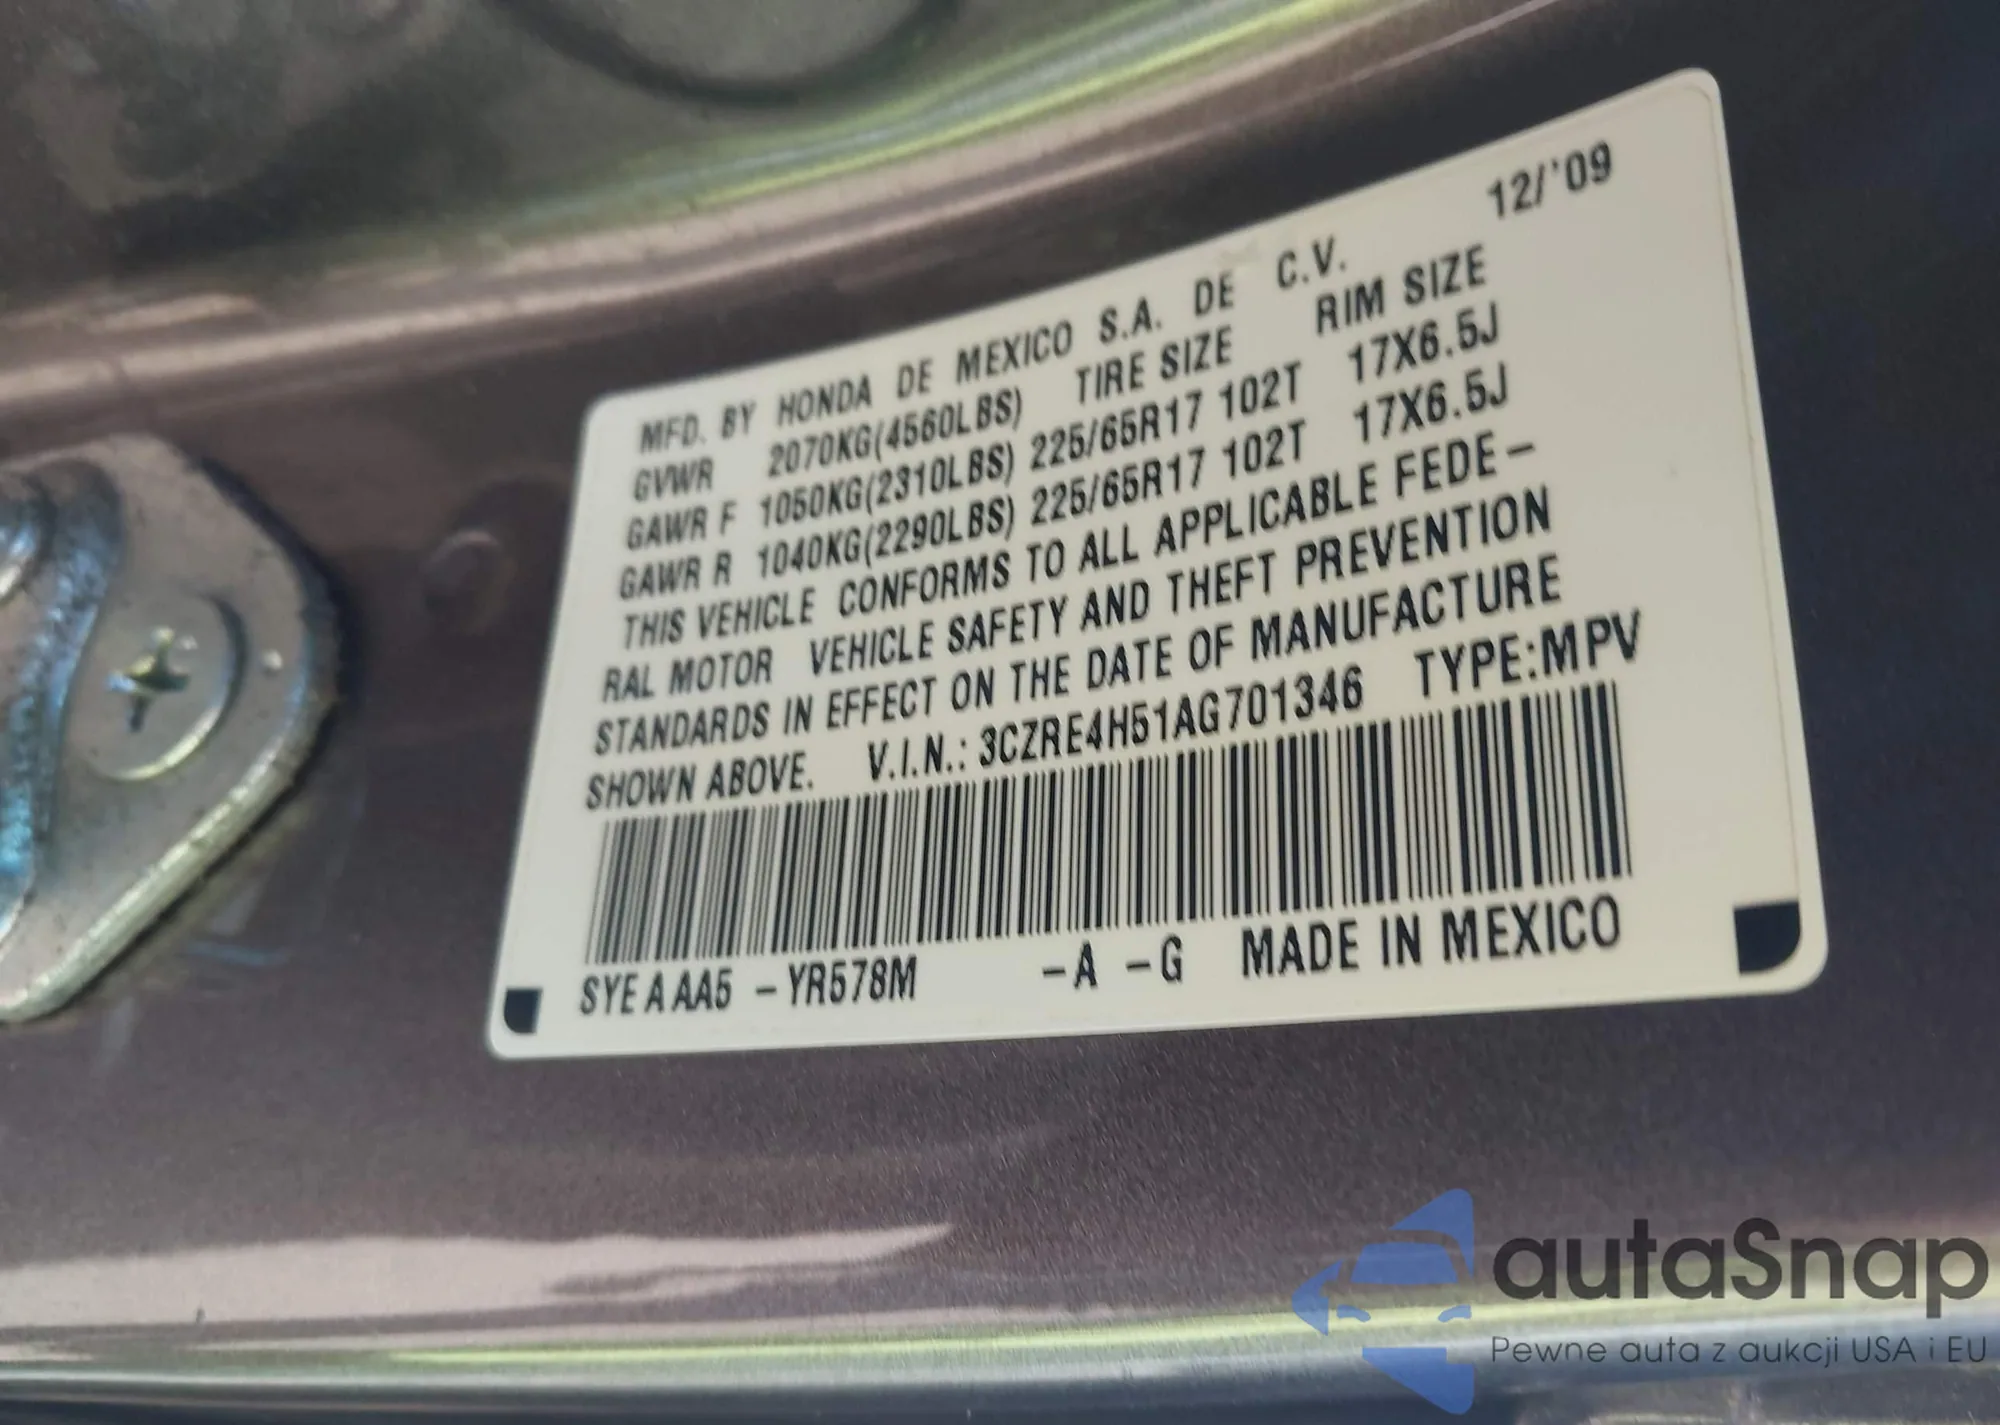 12/'09
MFD. BY HONDA DE MEXICO S.A. DE C.V.
GVWR 2070KG(4560LBS) TIRE SIZE RIM SIZE
GAWR F 1050KG(2310LBS) 225/65R17 102T 17X6.5J
GAWR R 1040KG(2290LBS) 225/65R17 102T 17X6.5J
THIS VEHICLE CONFORMS TO ALL APPLICABLE FEDE-
RAL MOTOR VEHICLE SAFETY AND THEFT PREVENTION
STANDARDS IN EFFECT ON THE DATE OF MANUFACTURE
SHOWN ABOVE. V.I.N.: 3CZRE4H51AG701346 TYPE:MPV
SYE A AA5 -YR578M -A -G MADE IN MEXICO
autaSnap
Pewne auta z aukcji USA i EU